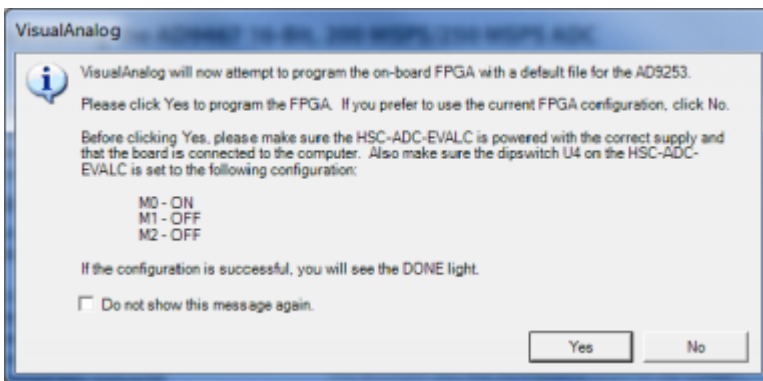 VisualAnalog
VisualAnalog will now attempt to program the on-board FPGA with a default file for the AD9253.
Please click Yes to program the FPGA. If you prefer to use the current FPGA configuration, click No.
Before clicking Yes, please make sure the HSC-ADC-EVALC is powered with the correct supply and
that the board is connected to the computer. Also make sure the dipswitch U4 on the HSC-ADC-
EVALC is set to the following configuration:
M0 - ON
M1 - OFF
M2 - OFF
If the configuration is successful, you will see the DONE light.
Do not show this message again.
Yes
No